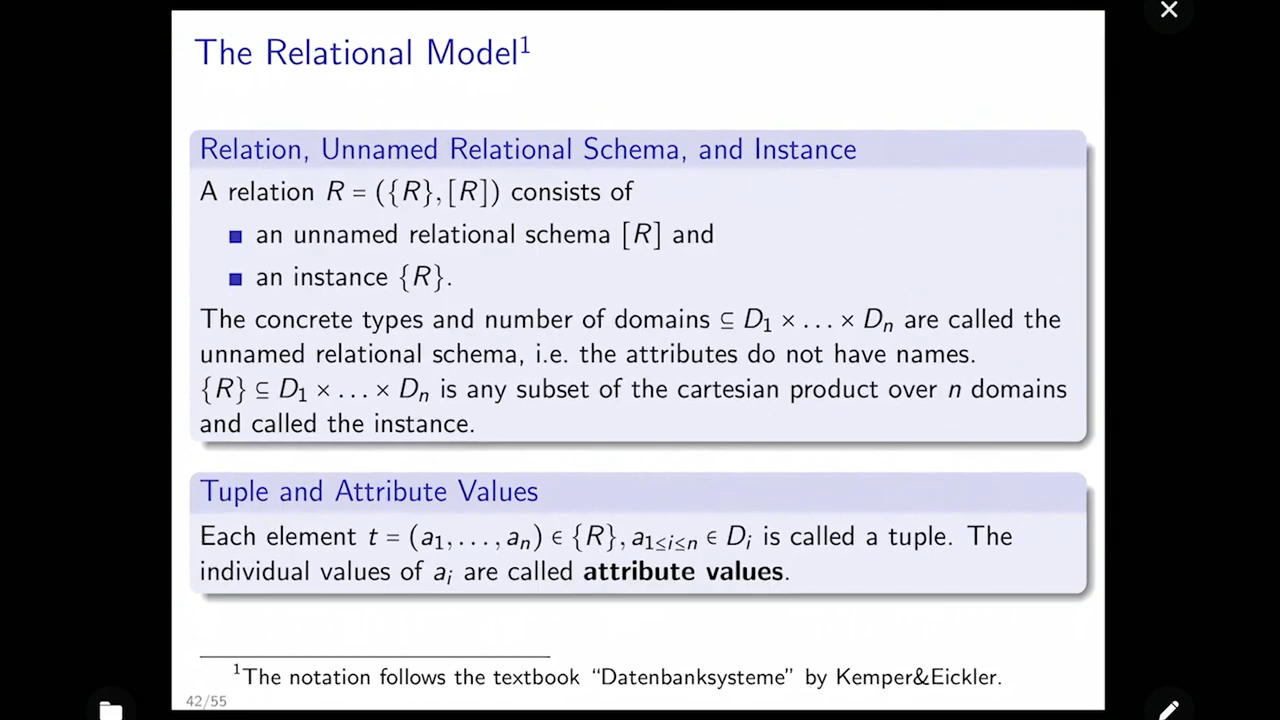 The Relational Model¹
Relation, Unnamed Relational Schema, and Instance
A relation R = ({R}, [R]) consists of
■ an unnamed relational schema [R] and
■ an instance {R}.
The concrete types and number of domains ⊆ D₁ × … × Dₙ are called the
unnamed relational schema, i.e. the attributes do not have names.
{R} ⊆ D₁ × … × Dₙ is any subset of the cartesian product over n domains
and called the instance.
Tuple and Attribute Values
Each element t = (a₁, …, aₙ) ∈ {R}, a₁≤ᵢ≤ₙ ∈ Dᵢ is called a tuple. The
individual values of aᵢ are called attribute values.
¹The notation follows the textbook “Datenbanksysteme” by Kemper&Eickler.
42/55